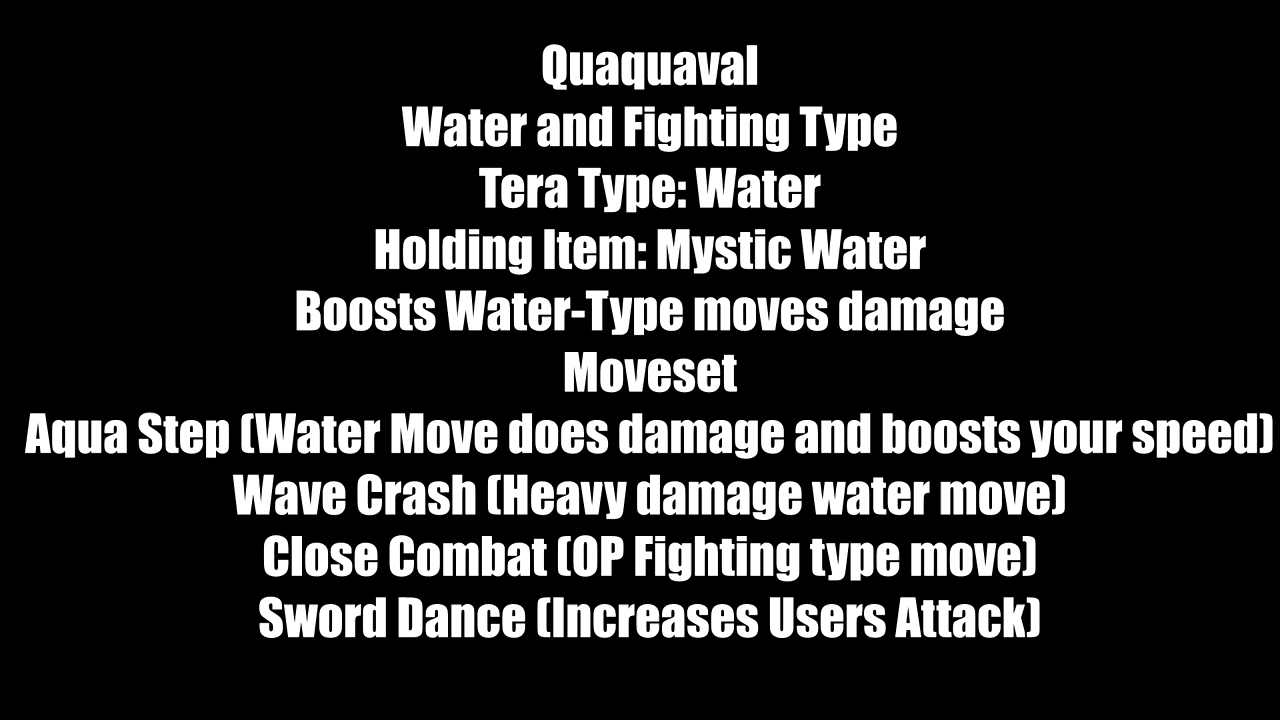 Quaquaval
Water and Fighting Type
Tera Type: Water
Holding Item: Mystic Water
Boosts Water-Type moves damage
Moveset
Aqua Step (Water Move does damage and boosts your speed)
Wave Crash (Heavy damage water move)
Close Combat (OP Fighting type move)
Sword Dance (Increases Users Attack)